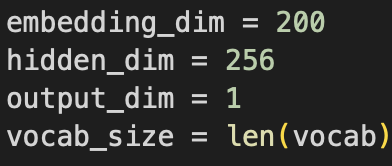 embedding_dim = 200
hidden_dim = 256
output_dim = 1
vocab_size = len(vocab)